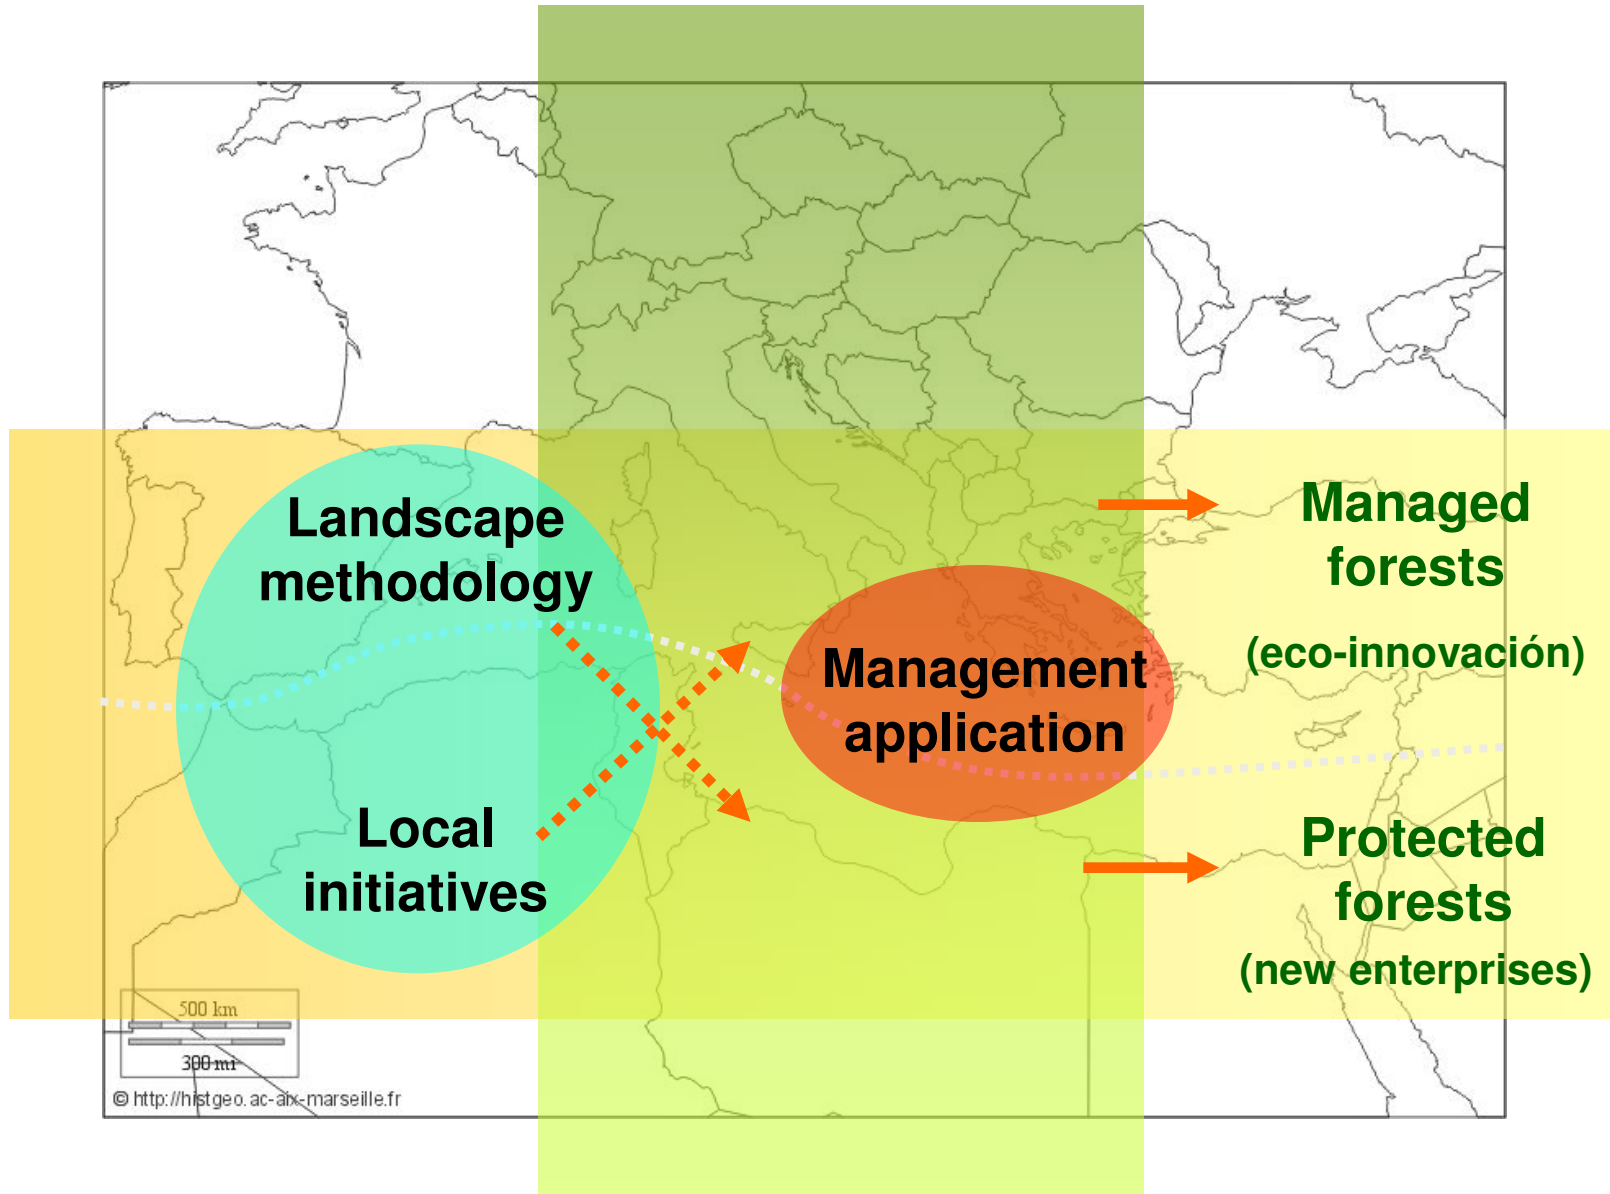 Landscape
methodology
Local
initiatives
Management
application
Managed
forests
(eco-innovación)
Protected
forests
(new enterprises)
500 km
300 mi
© http://histgeo.ac-aix-marseille.fr